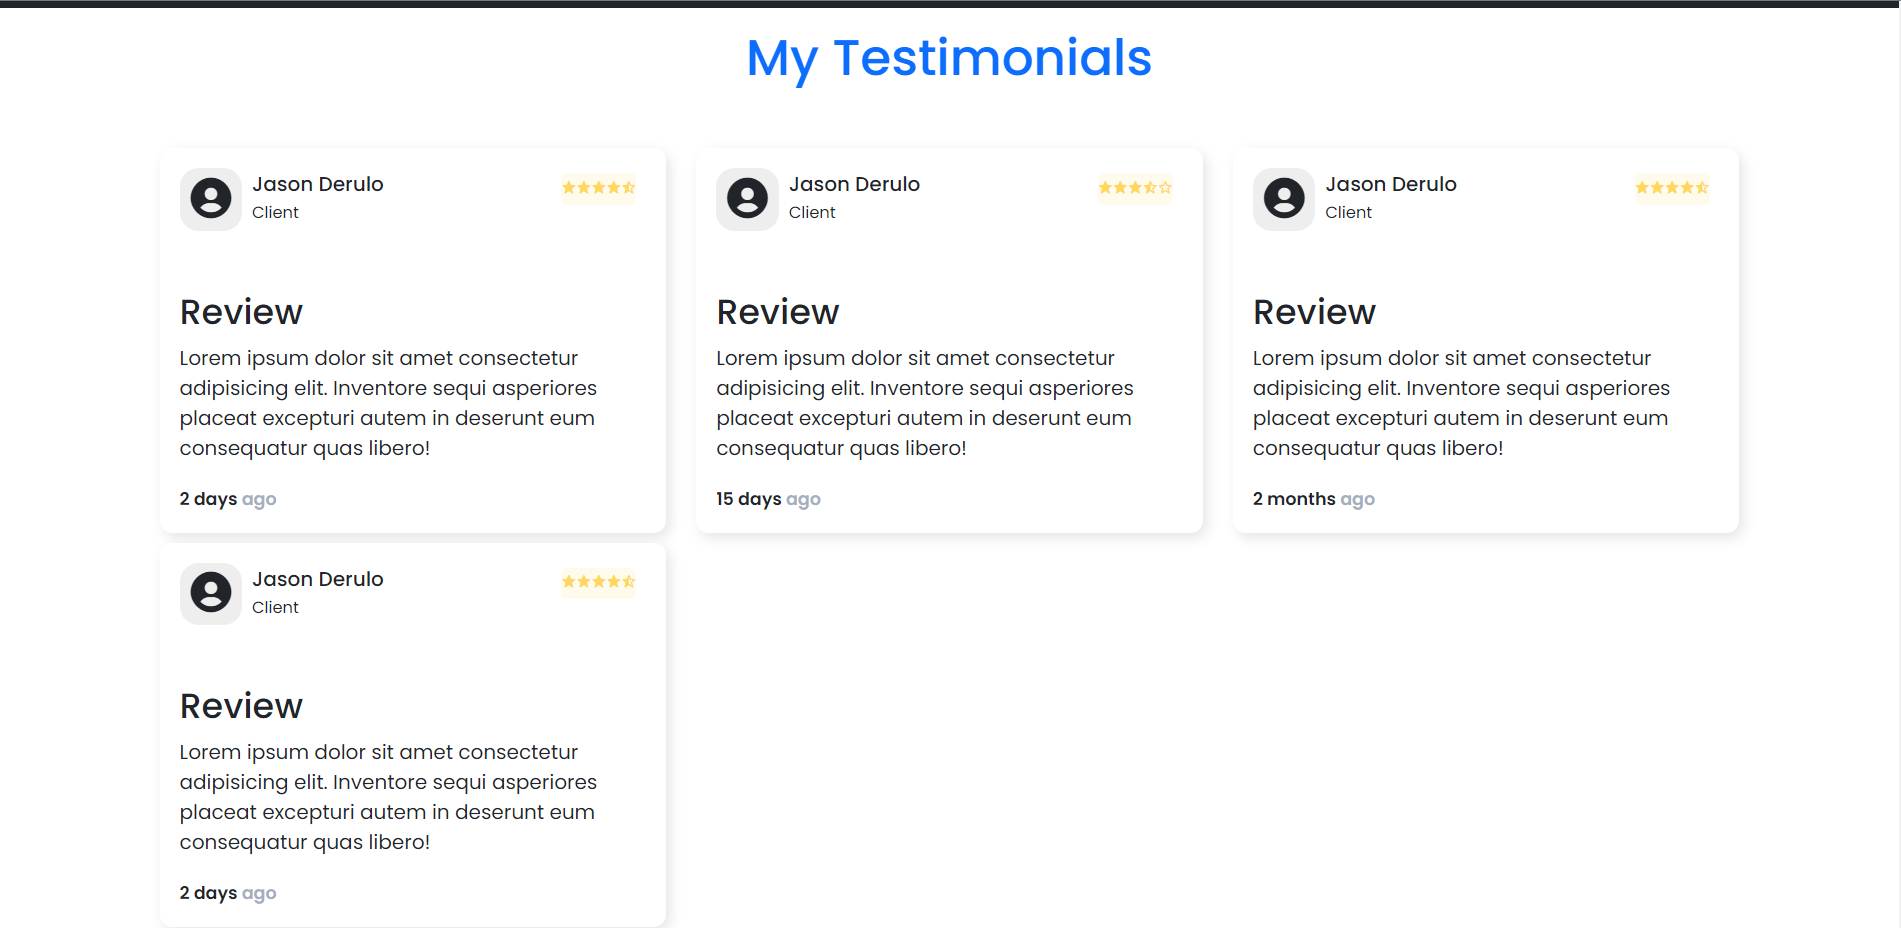 My Testimonials
Jason Derulo
Client
Review
Lorem ipsum dolor sit amet consectetur
adipisicing elit. Inventore sequi asperiores
placeat excepturi autem in deserunt eum
consequatur quas libero!
2 days ago
Jason Derulo
Client
Review
Lorem ipsum dolor sit amet consectetur
adipisicing elit. Inventore sequi asperiores
placeat excepturi autem in deserunt eum
consequatur quas libero!
15 days ago
Jason Derulo
Client
Review
Lorem ipsum dolor sit amet consectetur
adipisicing elit. Inventore sequi asperiores
placeat excepturi autem in deserunt eum
consequatur quas libero!
2 months ago
Jason Derulo
Client
Review
Lorem ipsum dolor sit amet consectetur
adipisicing elit. Inventore sequi asperiores
placeat excepturi autem in deserunt eum
consequatur quas libero!
2 days ago